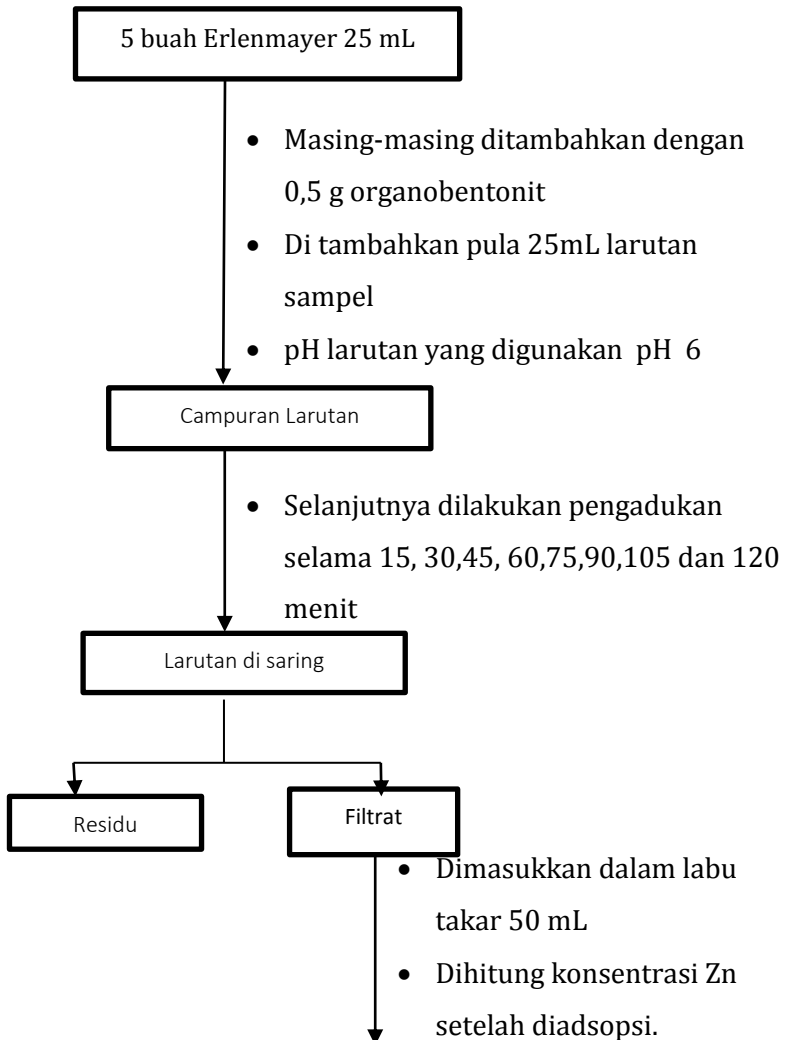 5 buah Erlenmayer 25 mL
• Masing-masing ditambahkan dengan
0,5 g organobentonit
• Di tambahkan pula 25mL larutan
sampel
• pH larutan yang digunakan pH 6
Campuran Larutan
• Selanjutnya dilakukan pengadukan
selama 15, 30,45, 60,75,90,105 dan 120
menit
Larutan di saring
Residu
Filtrat
• Dimasukkan dalam labu
takar 50 mL
• Dihitung konsentrasi Zn
setelah diadsopsi.